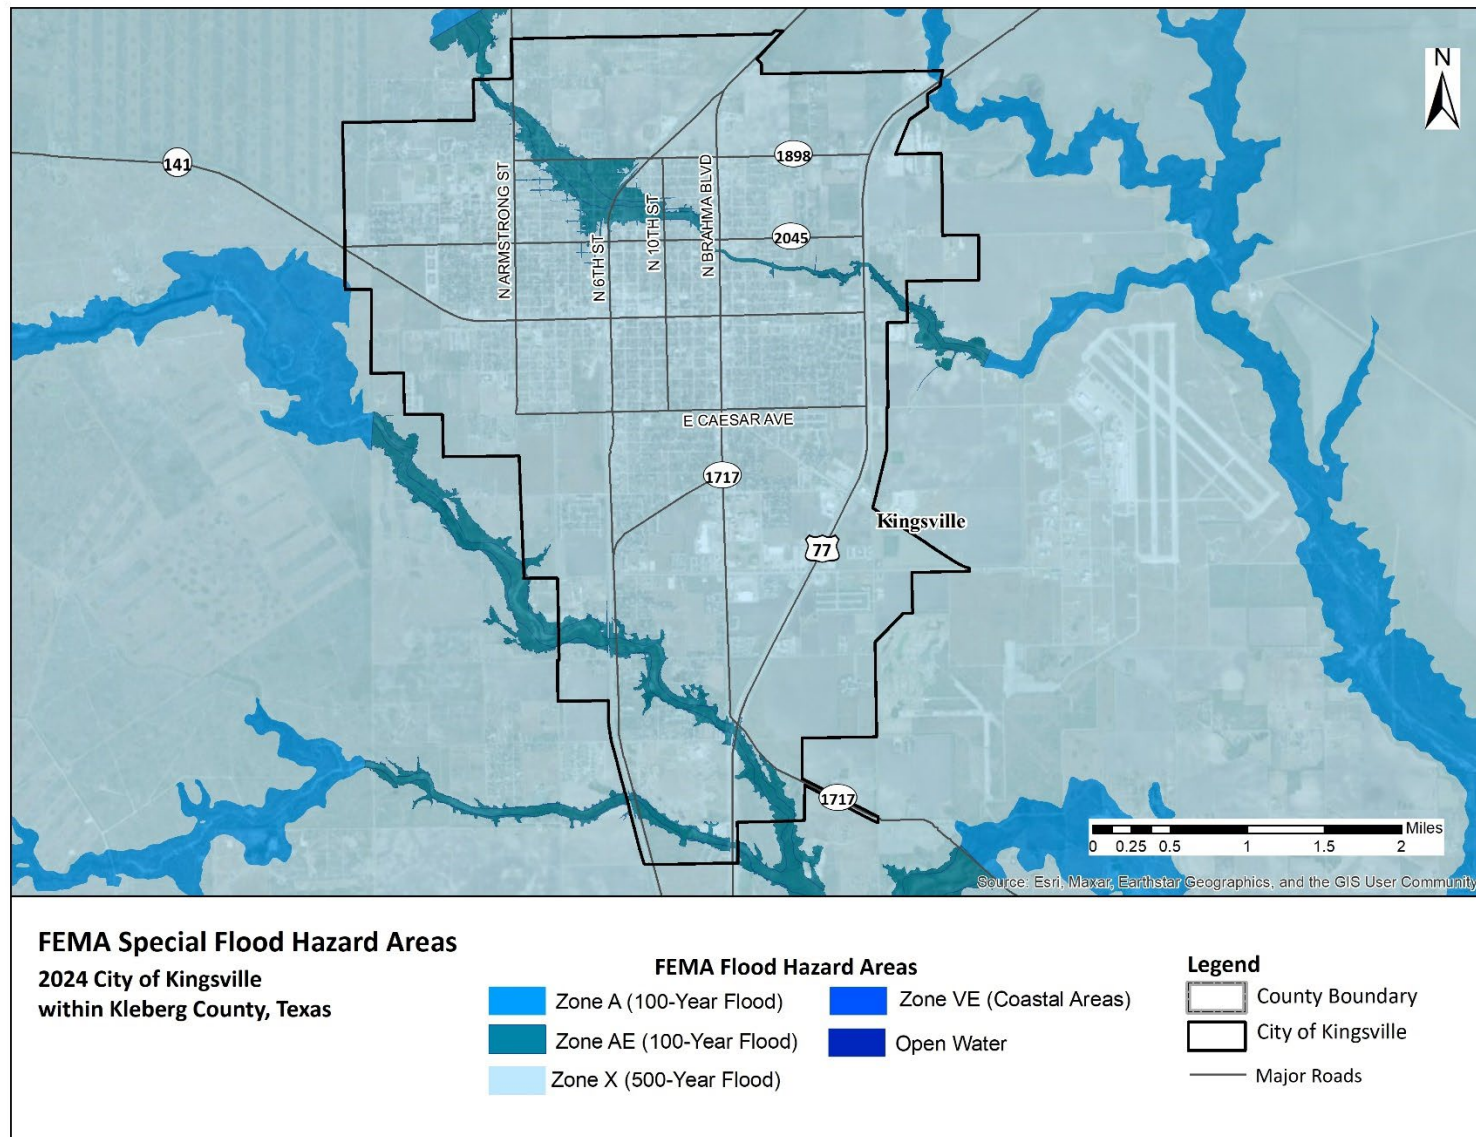 N
141
1898
N ARMSTRONG ST
N 6TH ST
N 10TH ST
N BRAHMA BLVD
2045
E CAESAR AVE
1717
Kingsville
77
1717
Miles
0 0.25 0.5 1 1.5 2
Source: Esri, Maxar, Earthstar Geographics, and the GIS User Community
FEMA Special Flood Hazard Areas
2024 City of Kingsville
within Kleberg County, Texas
FEMA Flood Hazard Areas
Zone A (100-Year Flood)
Zone AE (100-Year Flood)
Zone X (500-Year Flood)
Zone VE (Coastal Areas)
Open Water
Legend
County Boundary
City of Kingsville
Major Roads